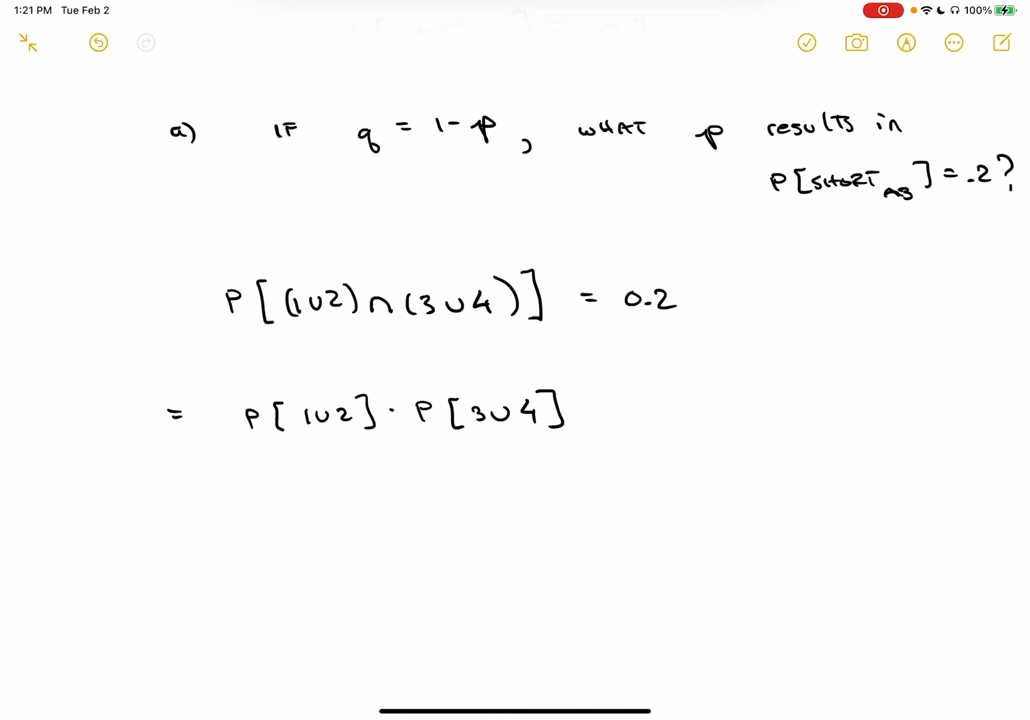 1:21 PM Tue Feb 2
100%
a) IF q = 1 - p, WHAT p results in
P[SHORT AB] = .2?
P[(1∪2)∩(3∪4)] = 0.2
= P[1∪2] · P[3∪4]